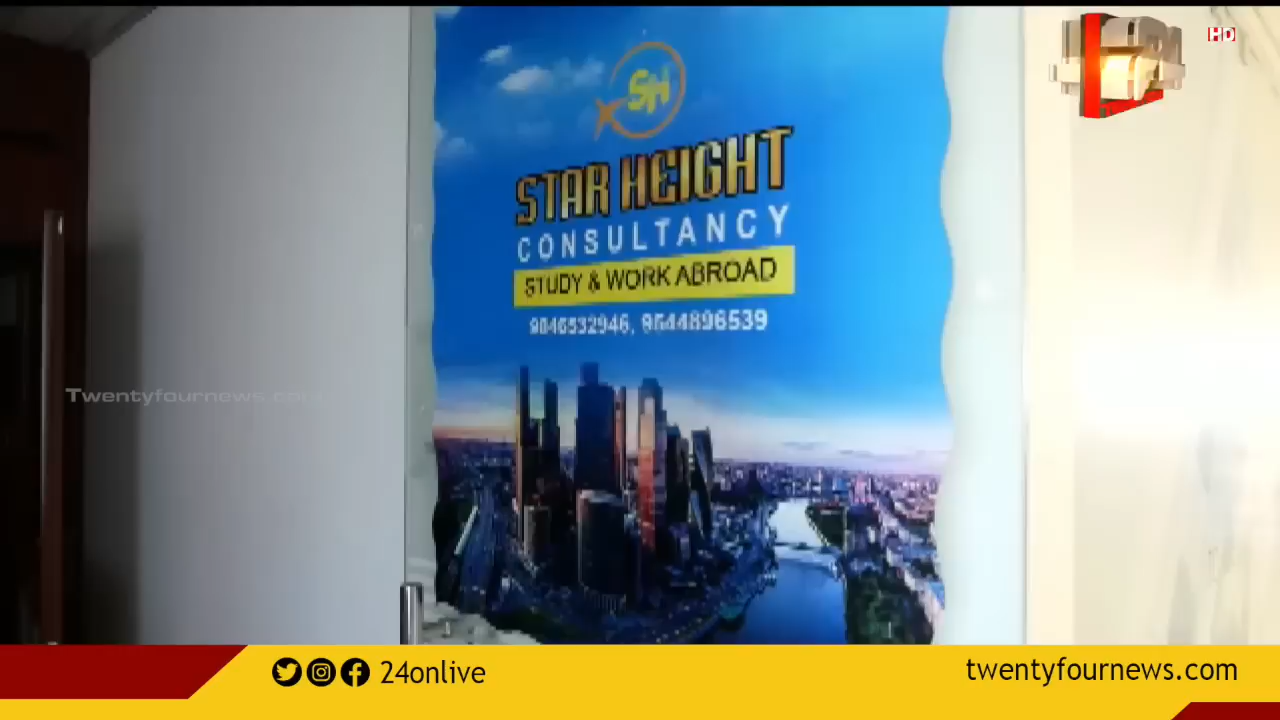 HD
SH
STAR HEIGHT
CONSULTANCY
STUDY & WORK ABROAD
9846532946, 9544896539
Twentyfournews.com
24onlive
twentyfournews.com